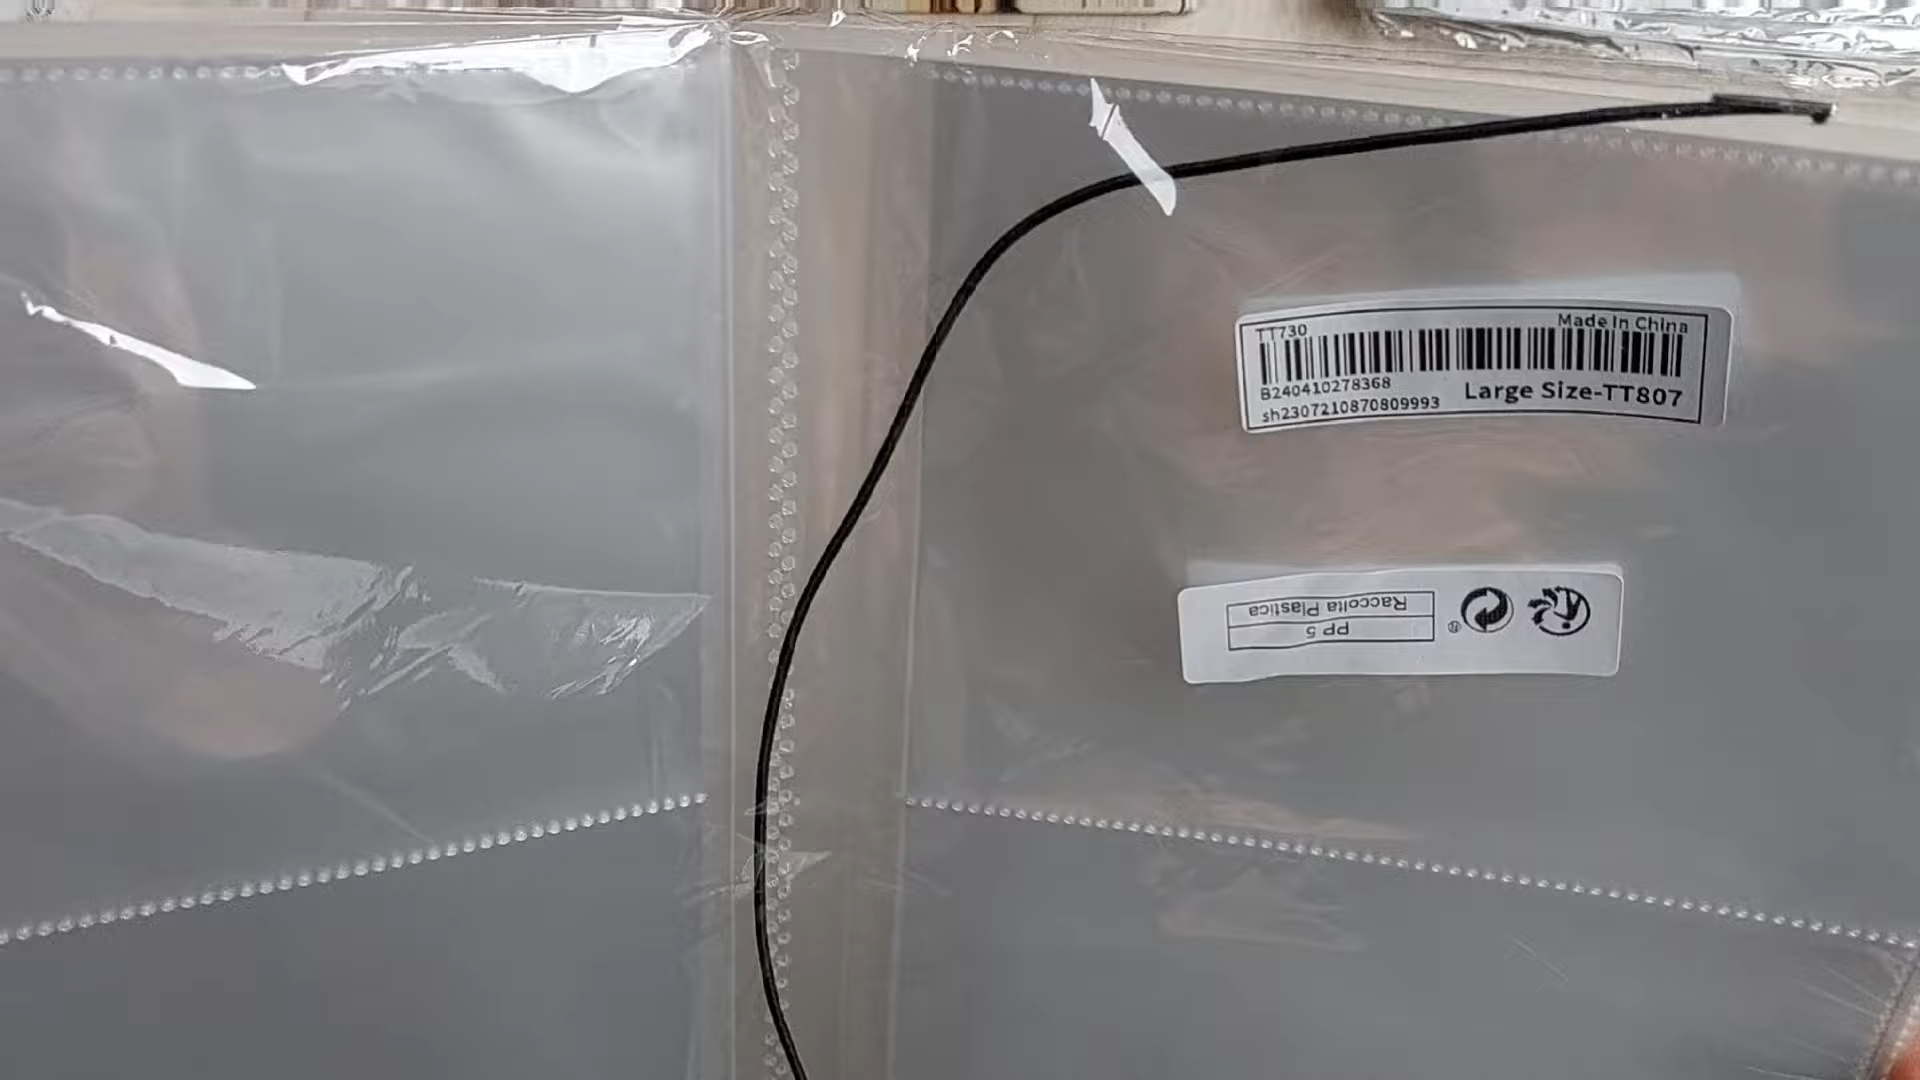 TT730
Made In China
B240410278368
Large Size-TT807
sh2307210870809993
PP 5
Raccolta Plastica
®